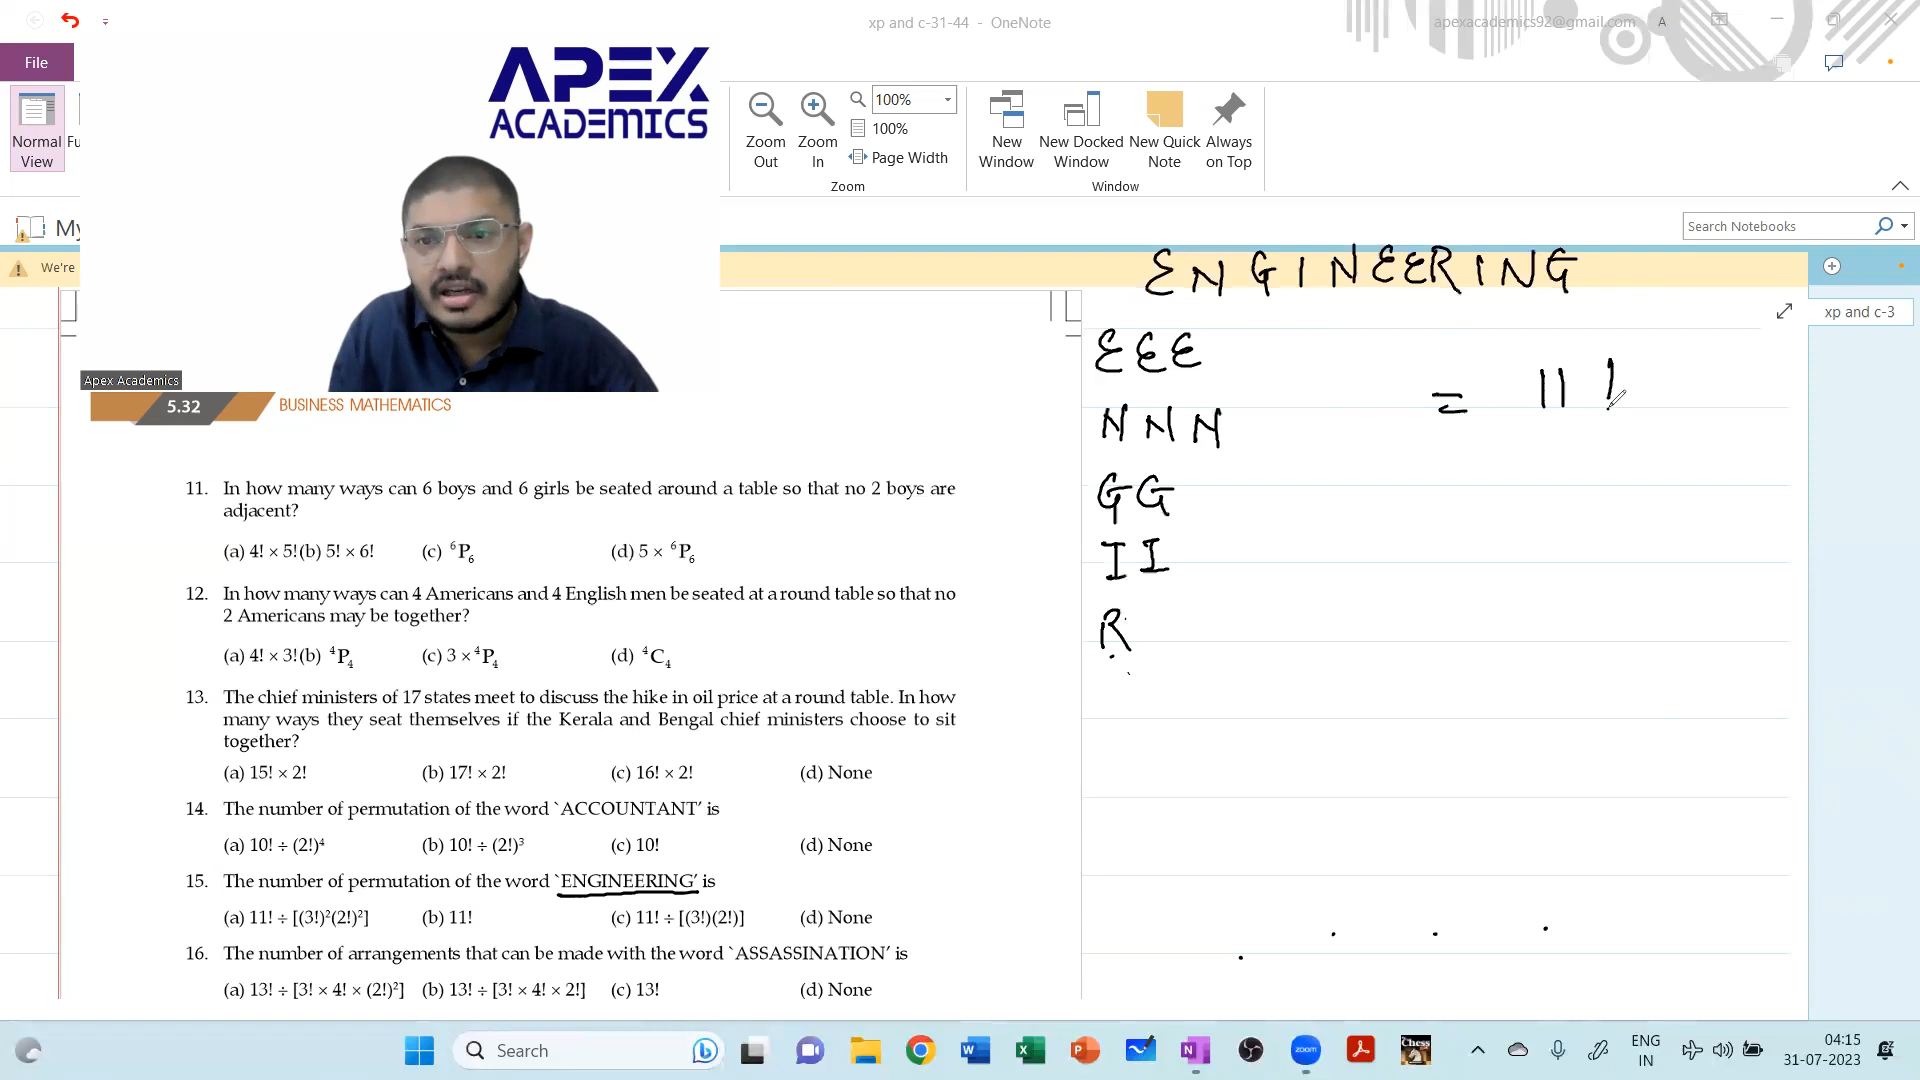 xp and c-31-44 - OneNote
apexacademics92@gmail.com A
File
APEX
ACADEMICS
Normal View
Fu
Zoom Out
Zoom In
100%
100%
Page Width
Zoom
New Window
New Docked Window
New Quick Note
Always on Top
Window
My
Search Notebooks
We're
xp and c-3
Apex Academics
5.32 BUSINESS MATHEMATICS
11. In how many ways can 6 boys and 6 girls be seated around a table so that no 2 boys are
adjacent?
(a) 4! × 5! (b) 5! × 6! (c) ⁶P₆ (d) 5 × ⁶P₆
12. In how many ways can 4 Americans and 4 English men be seated at a round table so that no
2 Americans may be together?
(a) 4! × 3! (b) ⁴P₄ (c) 3 × ⁴P₄ (d) ⁴C₄
13. The chief ministers of 17 states meet to discuss the hike in oil price at a round table. In how
many ways they seat themselves if the Kerala and Bengal chief ministers choose to sit
together?
(a) 15! × 2! (b) 17! × 2! (c) 16! × 2! (d) None
14. The number of permutation of the word `ACCOUNTANT' is
(a) 10! ÷ (2!)⁴ (b) 10! ÷ (2!)³ (c) 10! (d) None
15. The number of permutation of the word `ENGINEERING' is
(a) 11! ÷ [(3!)²(2!)²] (b) 11! (c) 11! ÷ [(3!)(2!)] (d) None
16. The number of arrangements that can be made with the word `ASSASSINATION' is
(a) 13! ÷ [3! × 4! × (2!)²] (b) 13! ÷ [3! × 4! × 2!] (c) 13! (d) None
ENGINEERING
EEE
NNN
GG
II
R
= 11!
Search
ENG
IN
04:15
31-07-2023